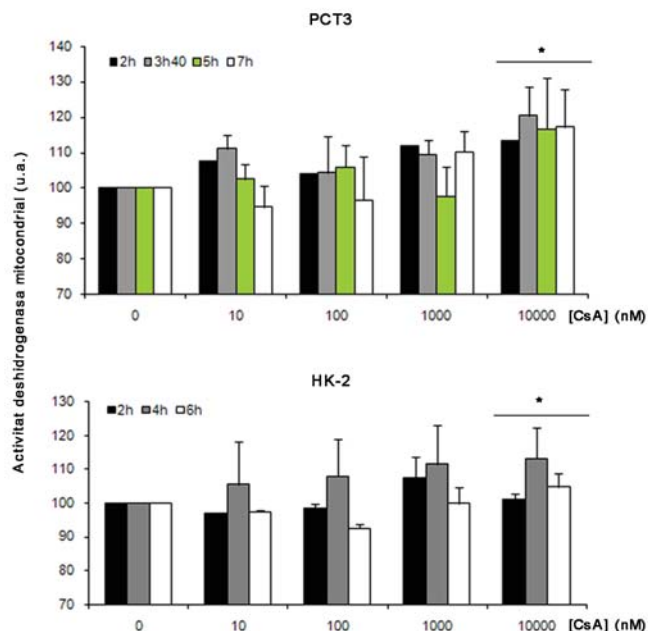 PCT3
140
130
120
110
100
90
80
70
2h 3h40 5h 7h
*
0 10 100 1000 10000 [CsA] (nM)
Activitat deshidrogenasa mitocondrial (u.a.)
HK-2
130
120
110
100
90
80
70
2h 4h 6h
*
0 10 100 1000 10000 [CsA] (nM)